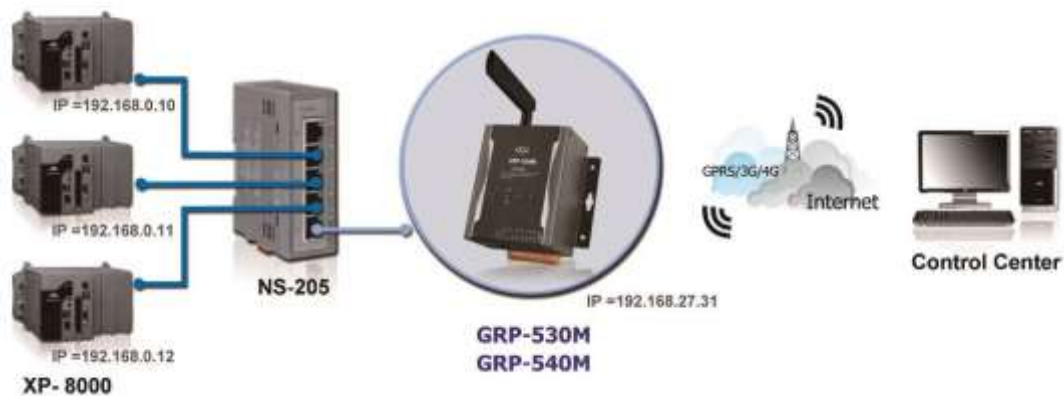 IP =192.168.0.10
IP =192.168.0.11
IP =192.168.0.12
XP- 8000
NS-205
IP =192.168.27.31
GRP-530M
GRP-540M
GPRS/3G/4G
Internet
Control Center